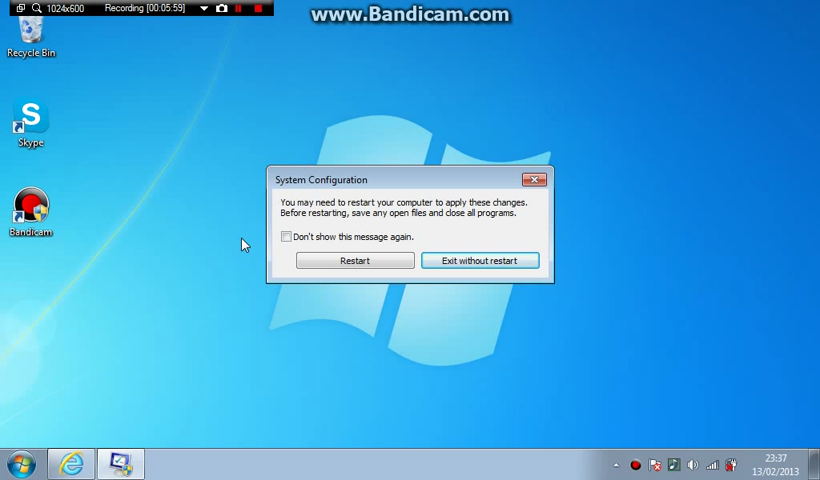 1024x600 Recording [00:05:59]
www.Bandicam.com
Recycle Bin
Skype
Bandicam
System Configuration
You may need to restart your computer to apply these changes.
Before restarting, save any open files and close all programs.
Don't show this message again.
Restart Exit without restart
23:37
13/02/2013